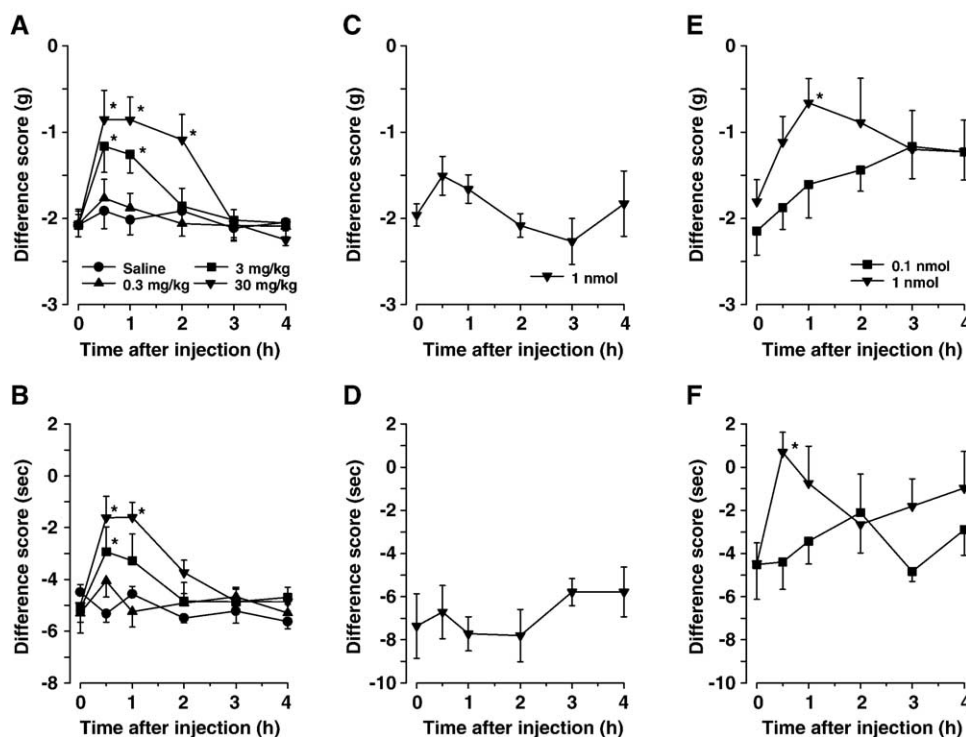 A
Difference score (g)
0
-1
-2
-3
* * *
* *
Saline
3 mg/kg
0.3 mg/kg
30 mg/kg
0 1 2 3 4
Time after injection (h)
C
Difference score (g)
0
-1
-2
-3
1 nmol
0 1 2 3 4
Time after injection (h)
E
Difference score (g)
0
-1
-2
-3
*
0.1 nmol
1 nmol
0 1 2 3 4
Time after injection (h)
B
Difference score (sec)
2
0
-2
-4
-6
-8
* *
*
0 1 2 3 4
Time after injection (h)
D
Difference score (sec)
2
0
-2
-4
-6
-8
-10
0 1 2 3 4
Time after injection (h)
F
Difference score (sec)
2
0
-2
-4
-6
-8
-10
*
0 1 2 3 4
Time after injection (h)